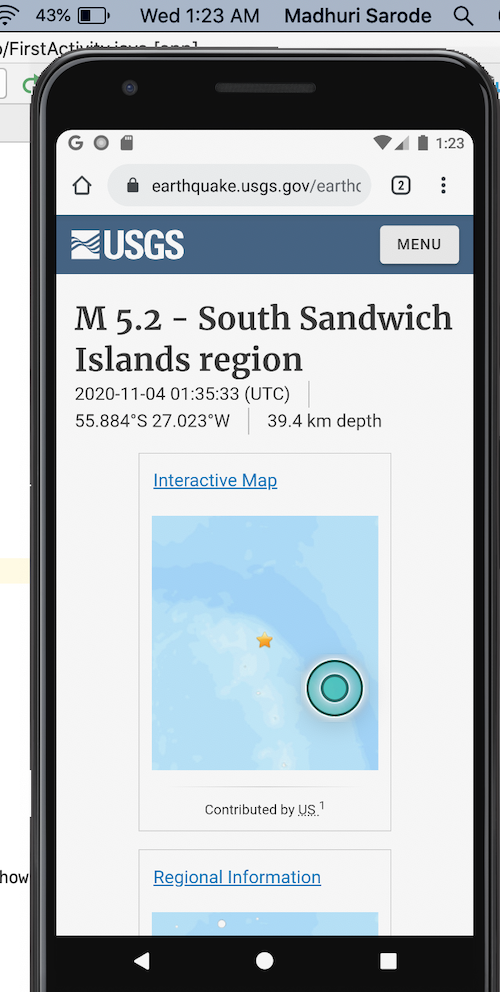 43% Wed 1:23 AM Madhuri Sarode
/FirstActivity.java [app]
G 1:23
earthquake.usgs.gov/earthc
2
USGS
MENU
M 5.2 - South Sandwich
Islands region
2020-11-04 01:35:33 (UTC)
55.884°S 27.023°W 39.4 km depth
Interactive Map
Contributed by US 1
Regional Information
how